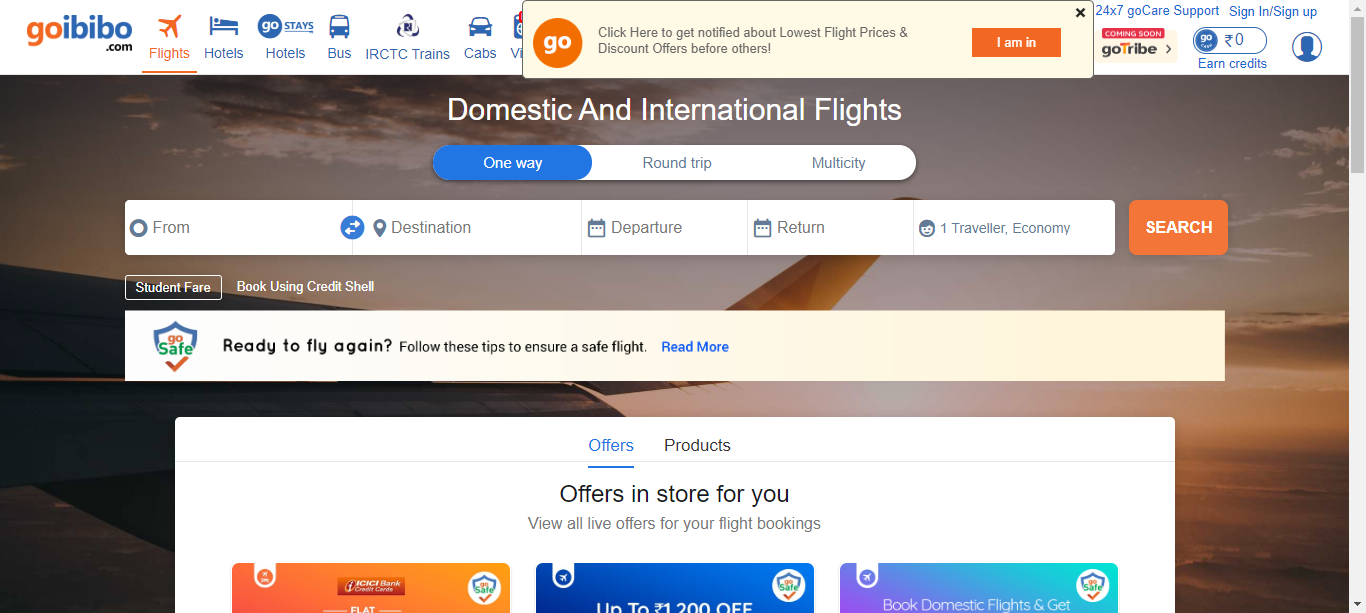 goibibo
.com
Flights
Hotels
go STAYS
Hotels
Bus
IRCTC Trains
Cabs
go
Click Here to get notified about Lowest Flight Prices &
Discount Offers before others!
I am in
24x7 goCare Support
Sign In/Sign up
COMING SOON
goTribe
go
CASH
₹0
Earn credits
Domestic And International Flights
One way
Round trip
Multicity
From
Destination
Departure
Return
1 Traveller, Economy
SEARCH
Student Fare
Book Using Credit Shell
go
Safe
Ready to fly again? Follow these tips to ensure a safe flight. Read More
Offers
Products
Offers in store for you
View all live offers for your flight bookings
ICICI Bank
Credit Cards
go
Safe
FLAT
go
Safe
Up To ₹1,200 OFF
go
Safe
Book Domestic Flights & Get